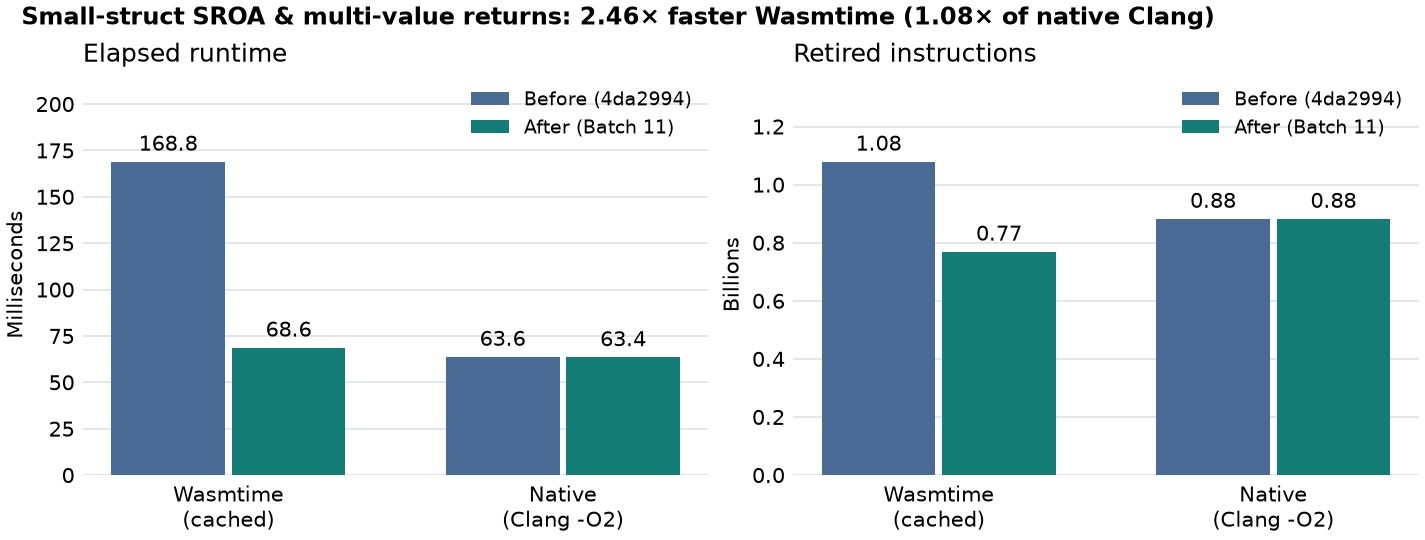 Small-struct SROA & multi-value returns: 2.46× faster Wasmtime (1.08× of native Clang)
Elapsed runtime
Before (4da2994)
After (Batch 11)
Milliseconds
200
175
150
125
100
75
50
25
0
168.8
68.6
63.6
63.4
Wasmtime
(cached)
Native
(Clang -O2)
Retired instructions
Before (4da2994)
After (Batch 11)
Billions
1.2
1.0
0.8
0.6
0.4
0.2
0.0
1.08
0.77
0.88
0.88
Wasmtime
(cached)
Native
(Clang -O2)